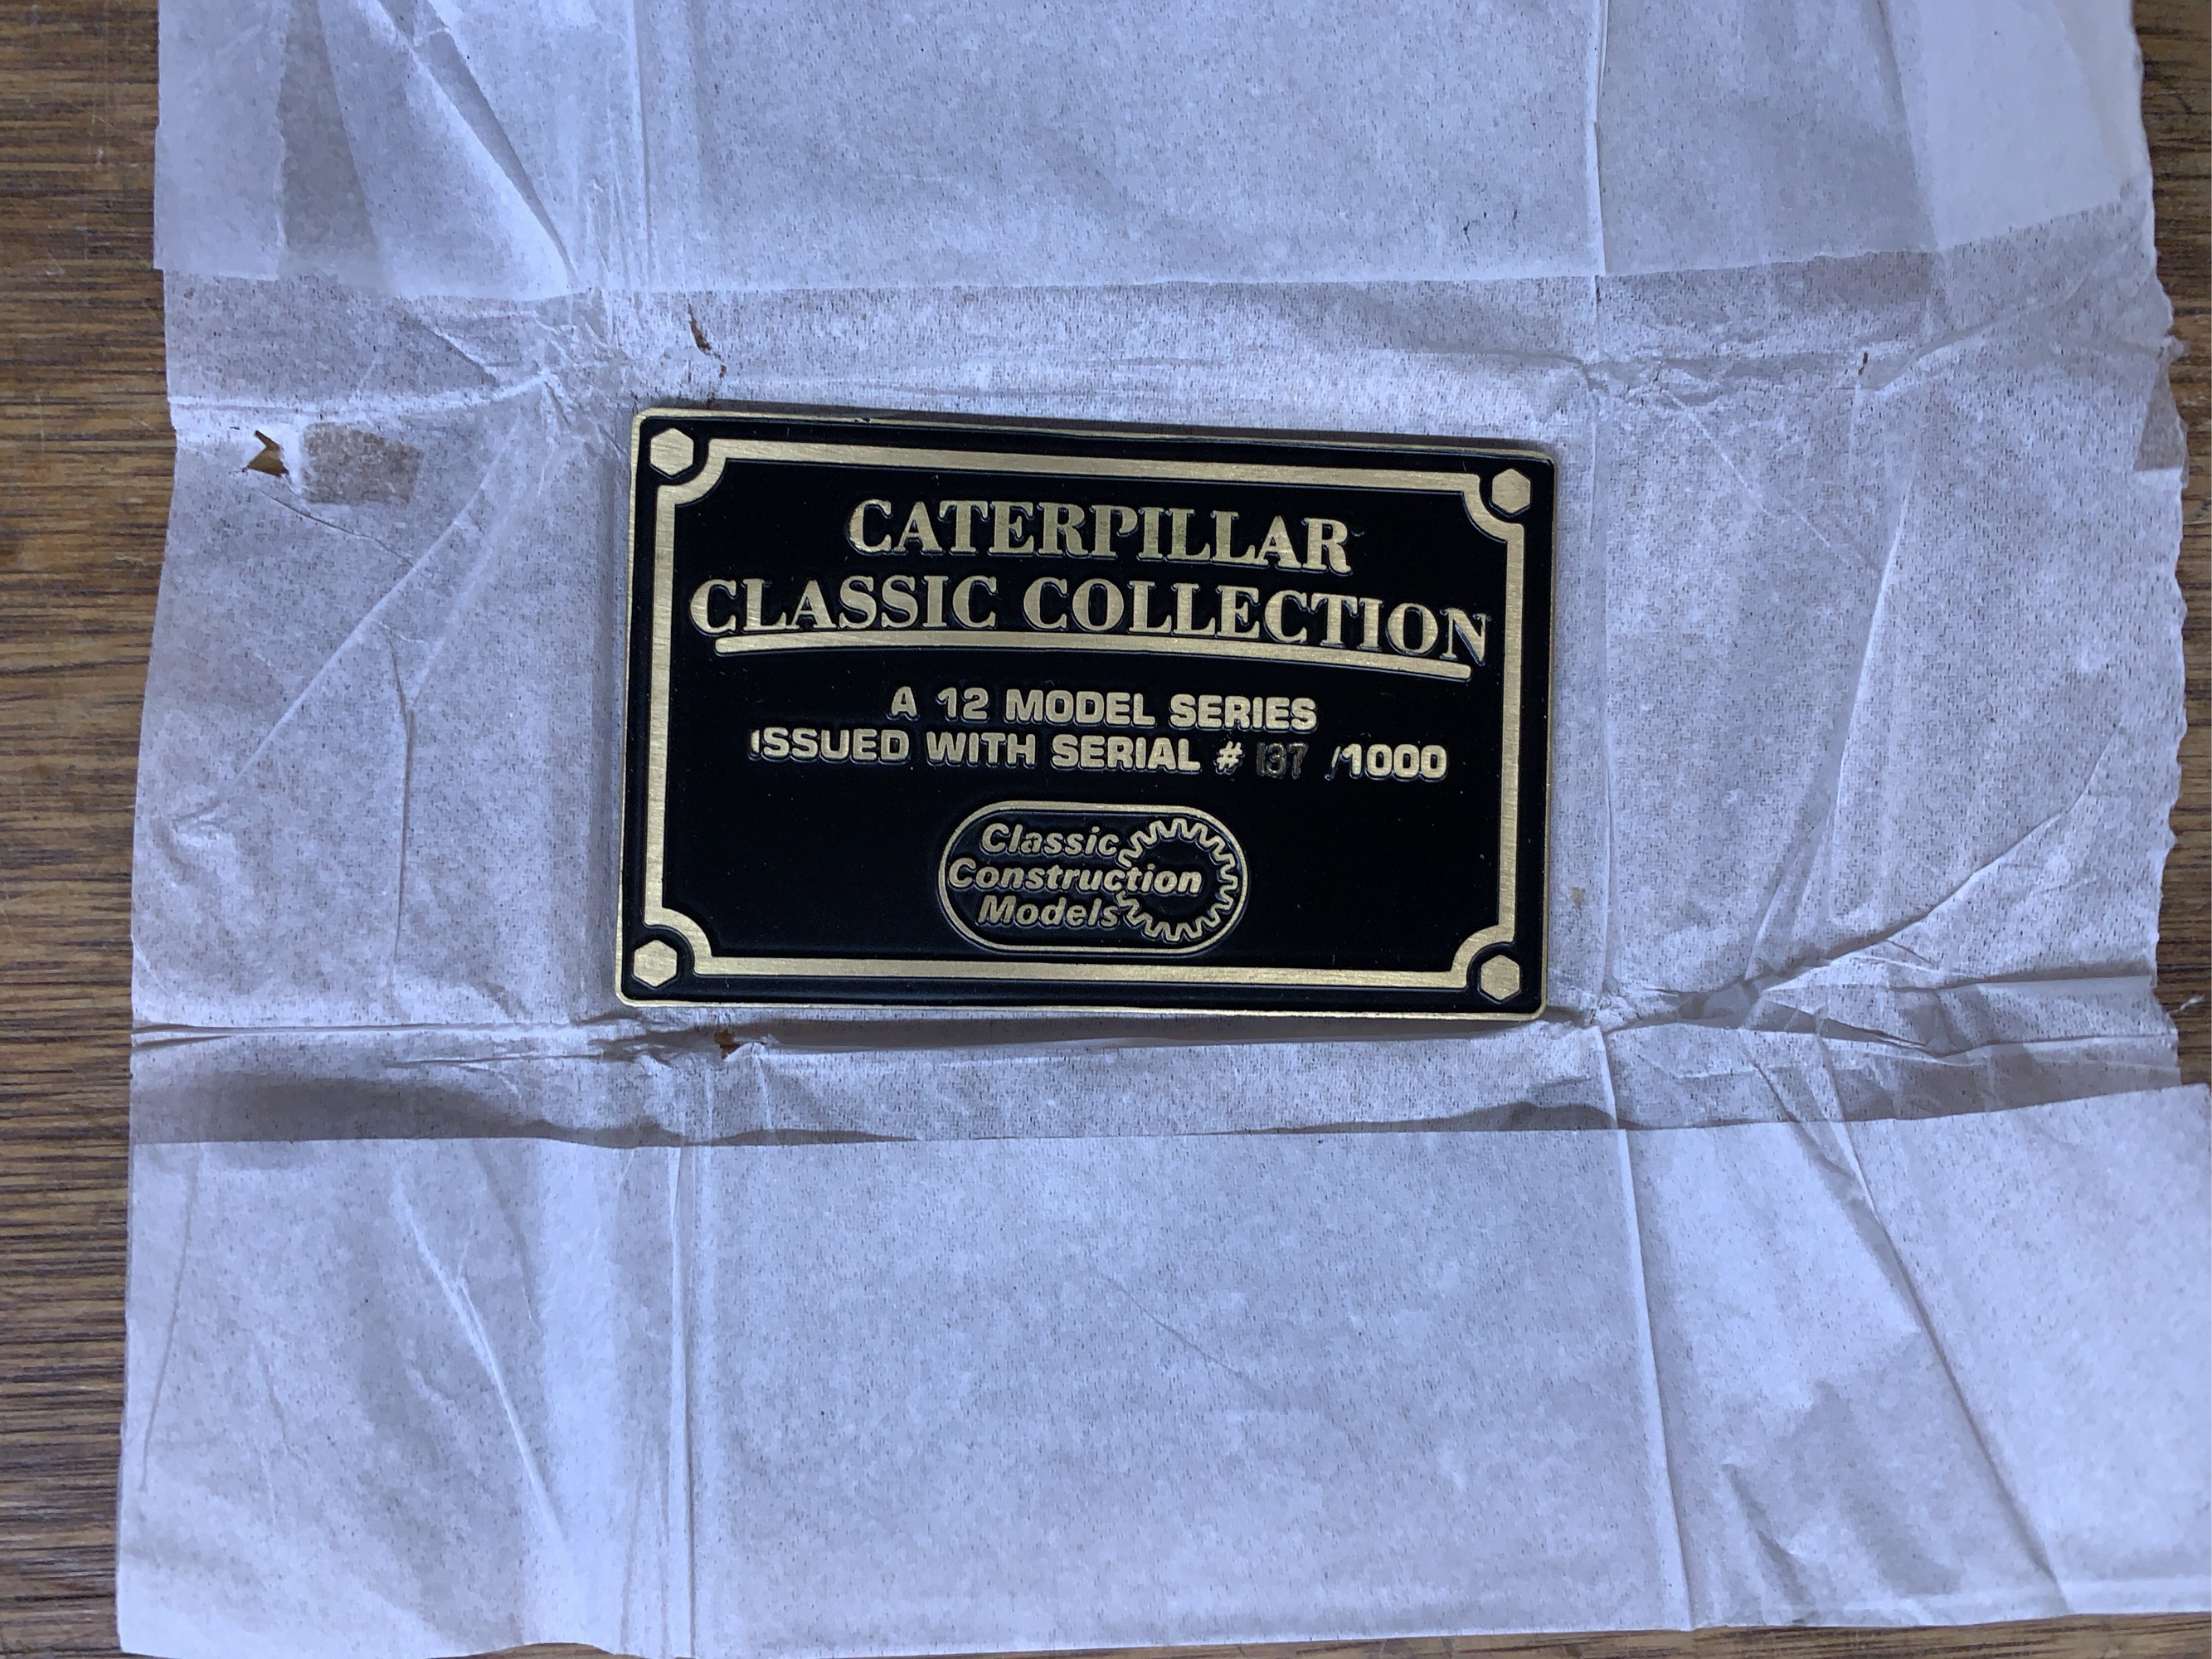 CATERPILLAR
CLASSIC COLLECTION
A 12 MODEL SERIES
ISSUED WITH SERIAL # 137 /1000
Classic
Construction
Models